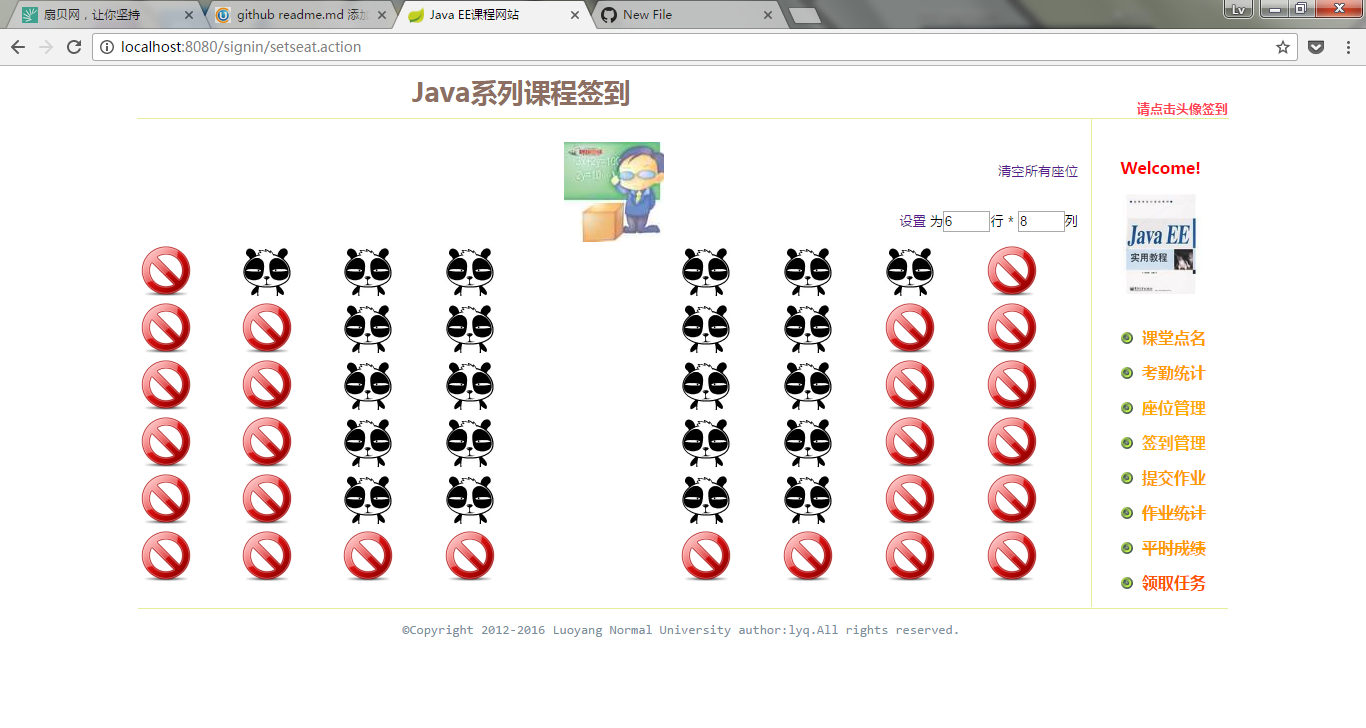 扇贝网，让你坚持
github readme.md 添加
Java EE课程网站
New File
Lv
localhost:8080/signin/setseat.action
Java系列课程签到
请点击头像签到
清空所有座位
设置 为6行 * 8列
Welcome!
Java EE
实用教程
课堂点名
考勤统计
座位管理
签到管理
提交作业
作业统计
平时成绩
领取任务
©Copyright 2012-2016 Luoyang Normal University author:lyq.All rights reserved.